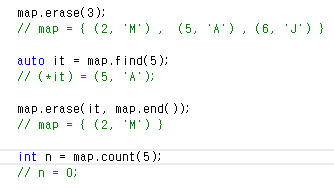 map.erase(3);
// map = { (2, 'M') , (5, 'A') , (6, 'J') }
auto it = map.find(5);
// (*it) = (5, 'A');
map.erase(it, map.end());
// map = { (2, 'M') }
int n = map.count(5);
// n = 0;